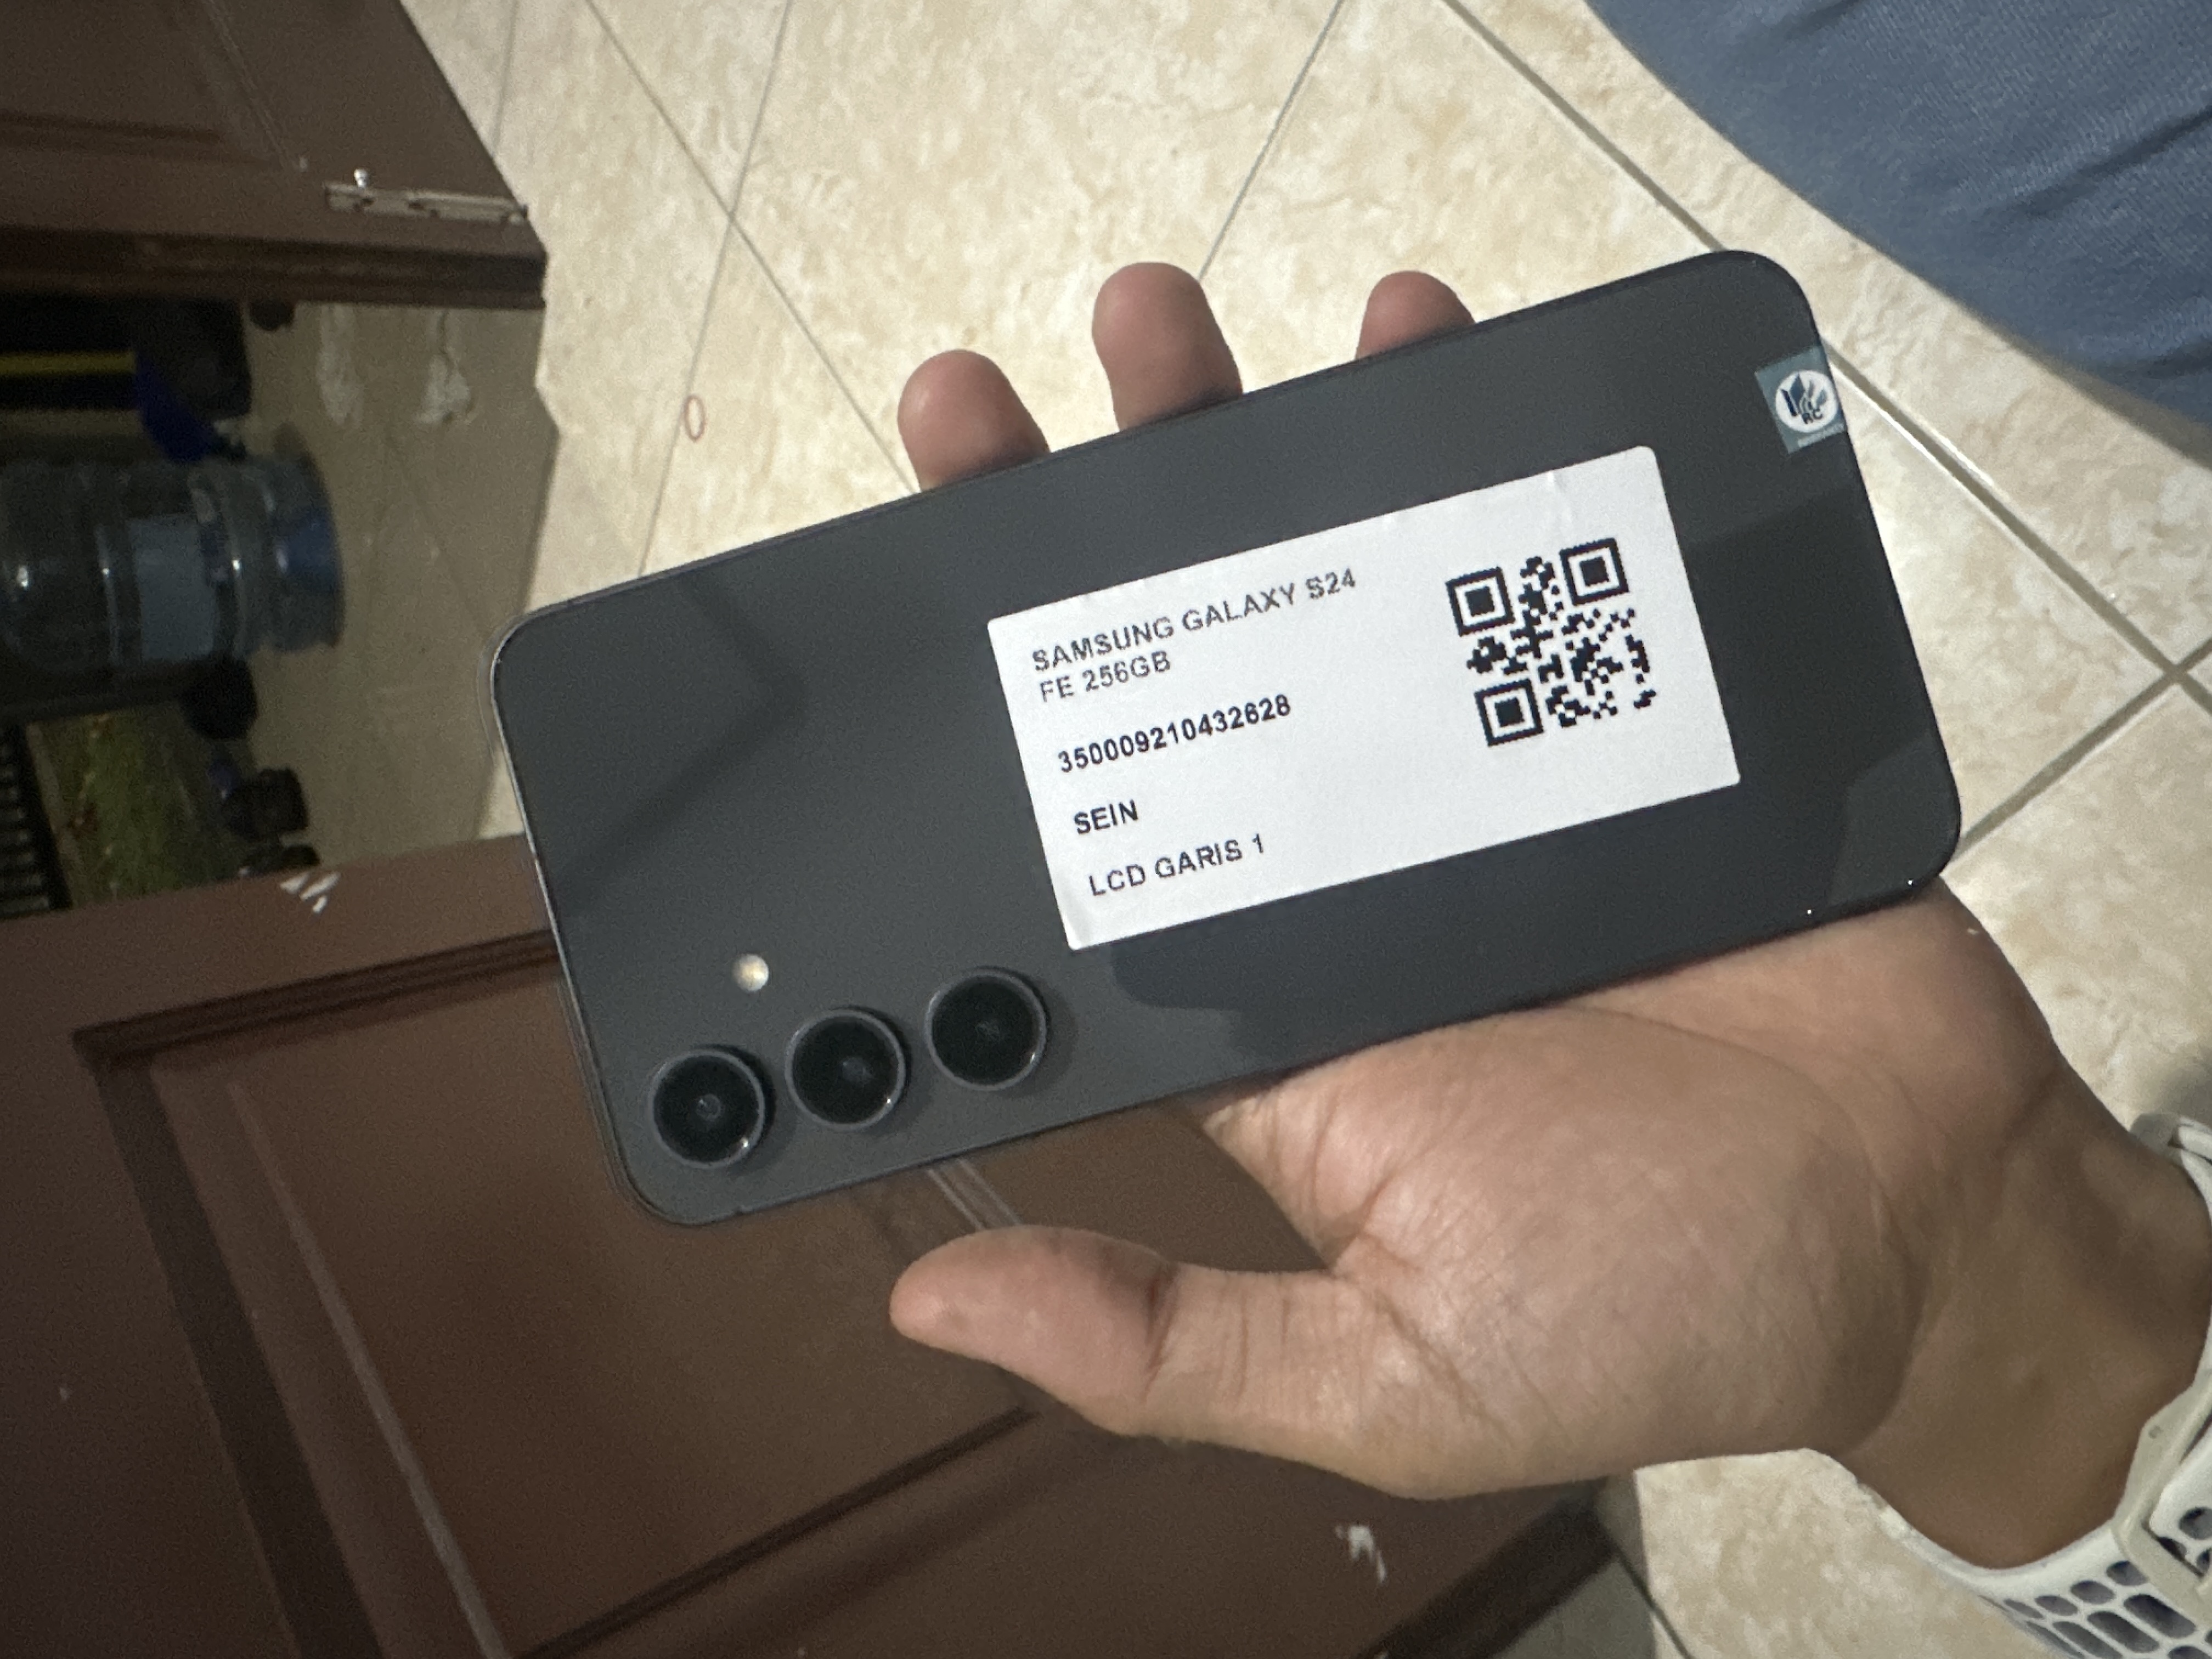 SAMSUNG GALAXY S24
FE 256GB
350009210432628
SEIN
LCD GARIS 1